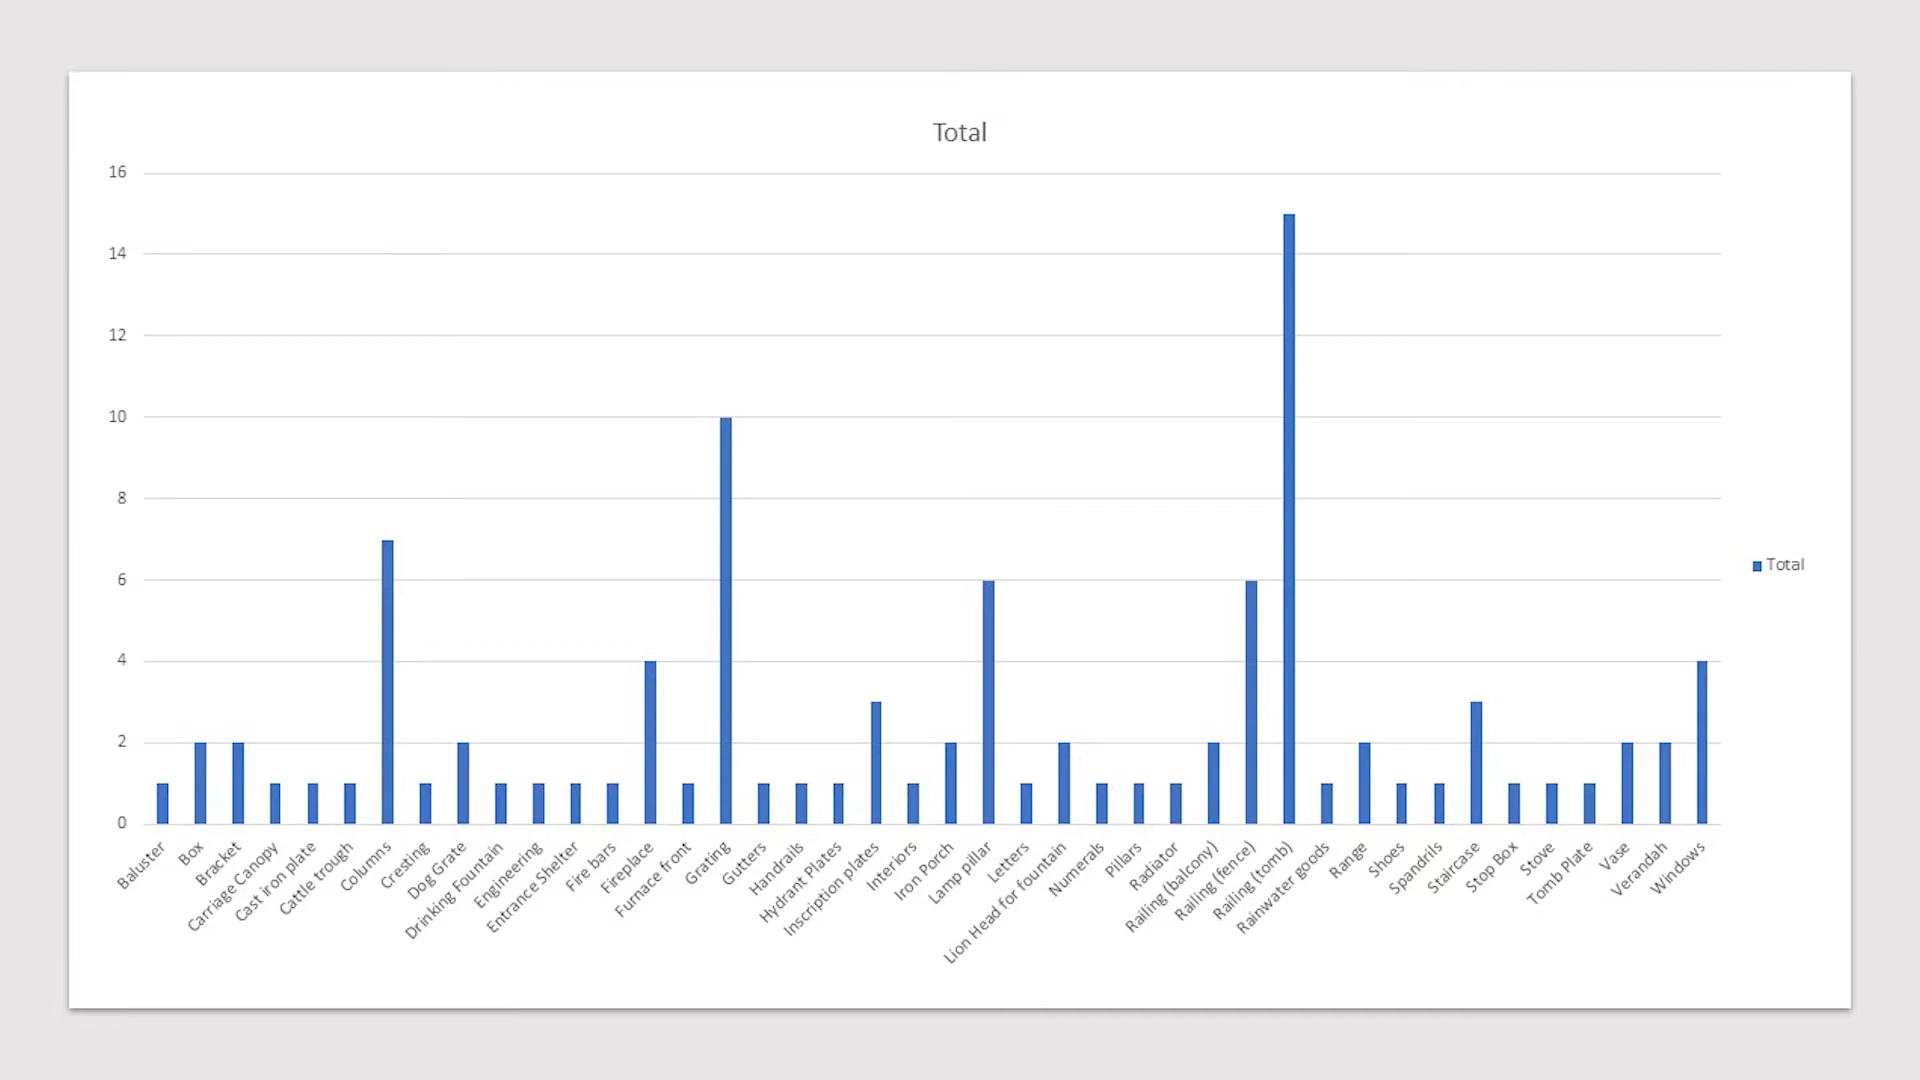 Total
16
14
12
10
8
6
4
2
0
Total
Baluster
Box
Bracket
Carriage Canopy
Cast iron plate
Cattle trough
Columns
Cresting
Dog Grate
Drinking Fountain
Engineering
Entrance Shelter
Fire bars
Fireplace
Furnace front
Grating
Gutters
Handrails
Hydrant Plates
Inscription plates
Interiors
Iron Porch
Lamp pillar
Letters
Lion Head for fountain
Numerals
Pillars
Radiator
Railing (balcony)
Railing (fence)
Railing (tomb)
Rainwater goods
Range
Shoes
Spandrils
Staircase
Stop Box
Stove
Tomb Plate
Vase
Verandah
Windows